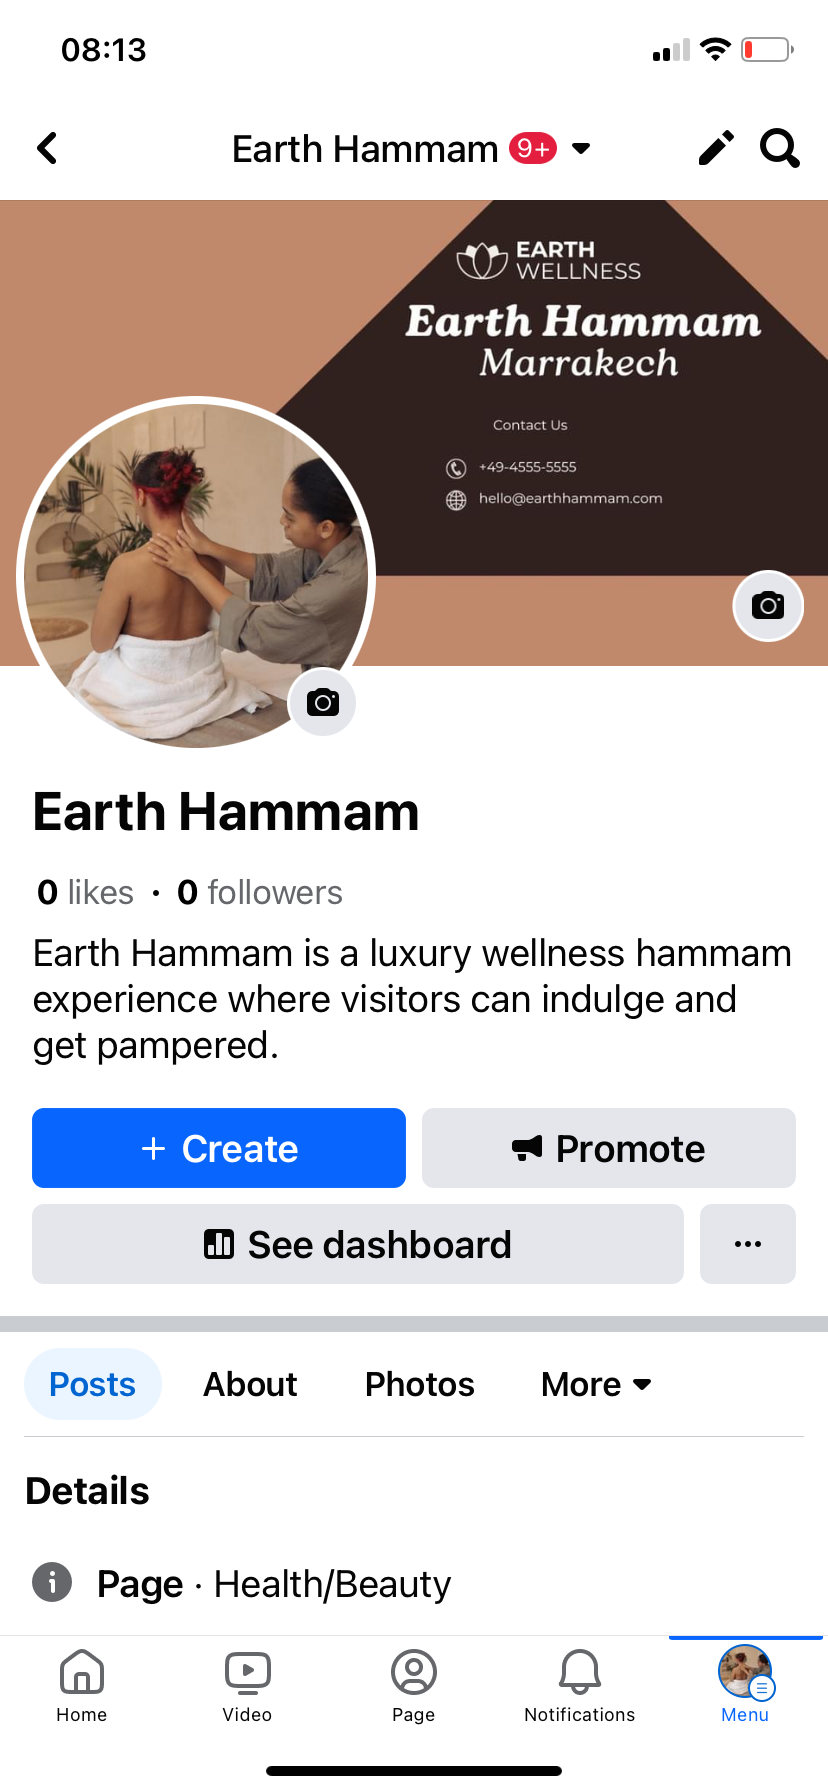 08:13
Earth Hammam 9+
EARTH
WELLNESS
Earth Hammam
Marrakech
Contact Us
+49-4555-5555
hello@earthhammam.com
Earth Hammam
0 likes · 0 followers
Earth Hammam is a luxury wellness hammam
experience where visitors can indulge and
get pampered.
+ Create
Promote
See dashboard
...
Posts About Photos More
Details
Page · Health/Beauty
Home Video Page Notifications Menu